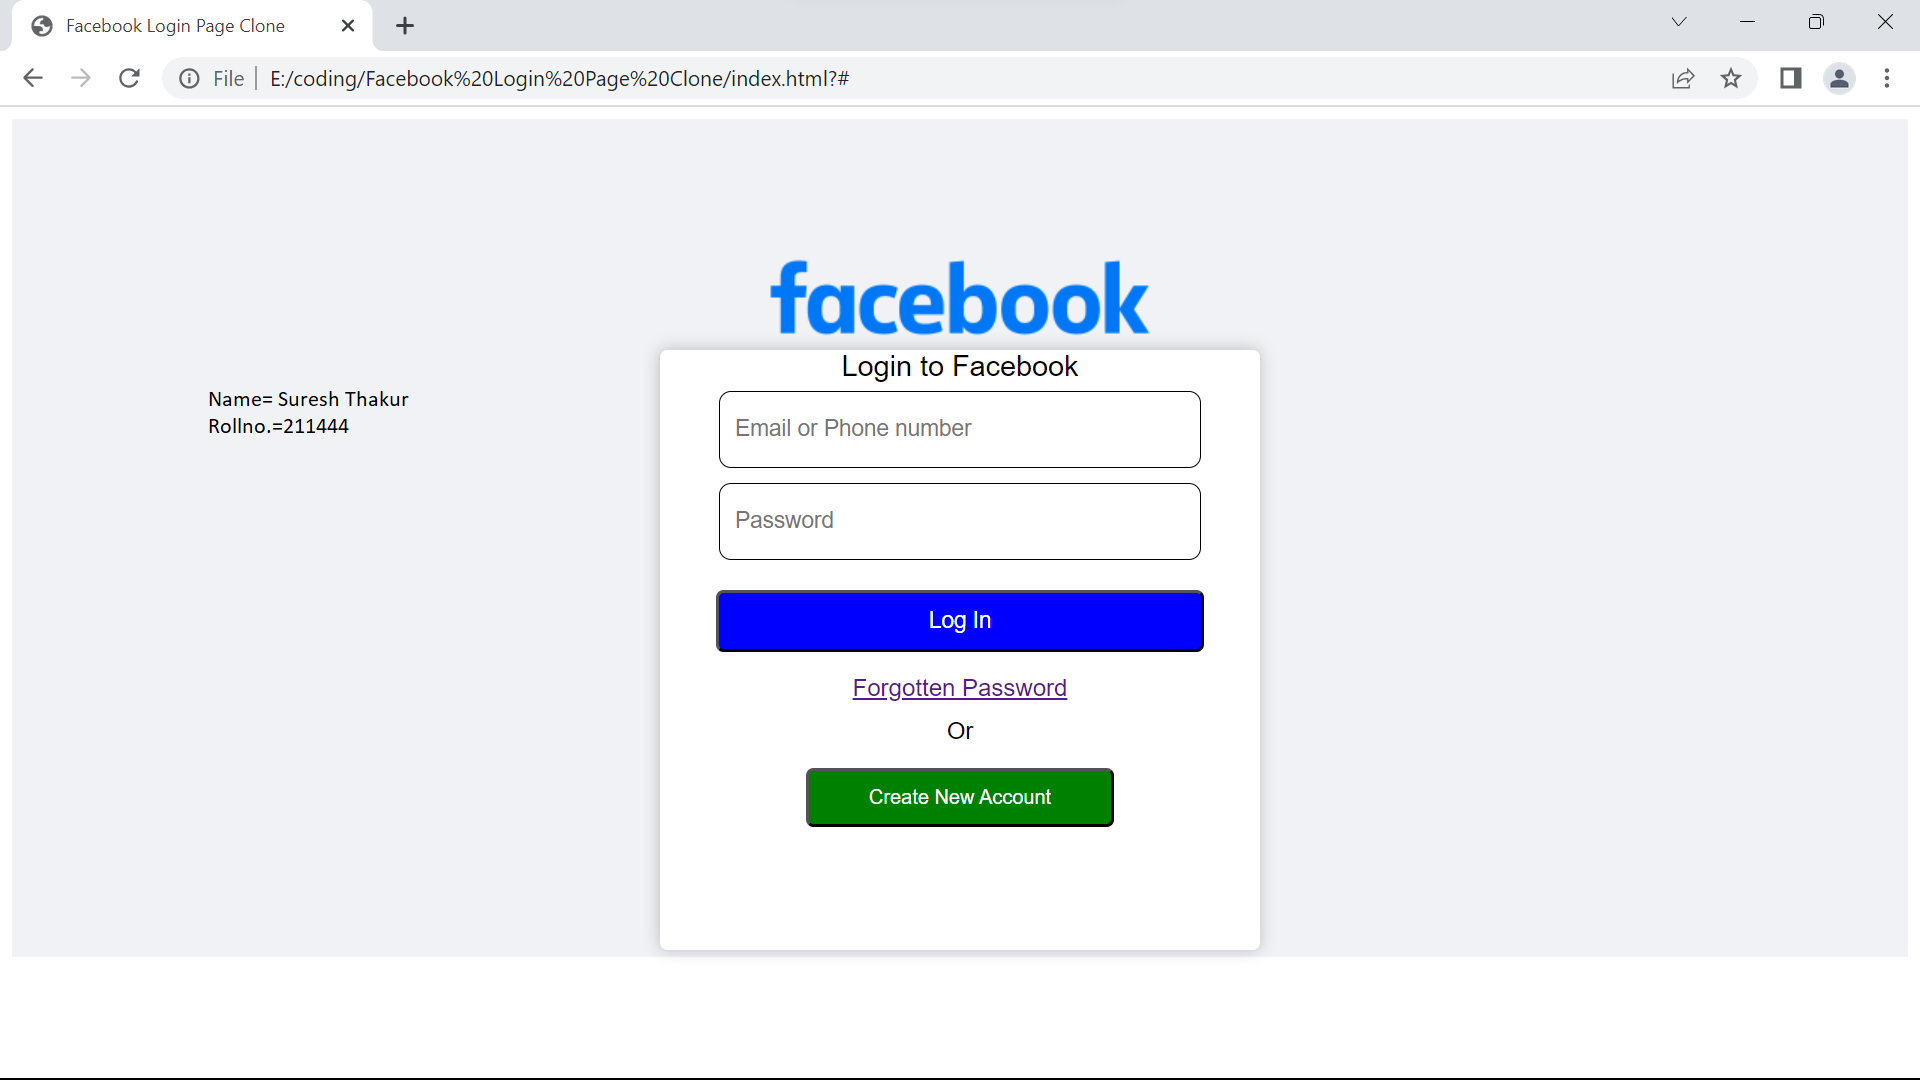 Facebook Login Page Clone
File
E:/coding/Facebook%20Login%20Page%20Clone/index.html?#
facebook
Login to Facebook
Name= Suresh Thakur
Rollno.=211444
Email or Phone number
Password
Log In
Forgotten Password
Or
Create New Account